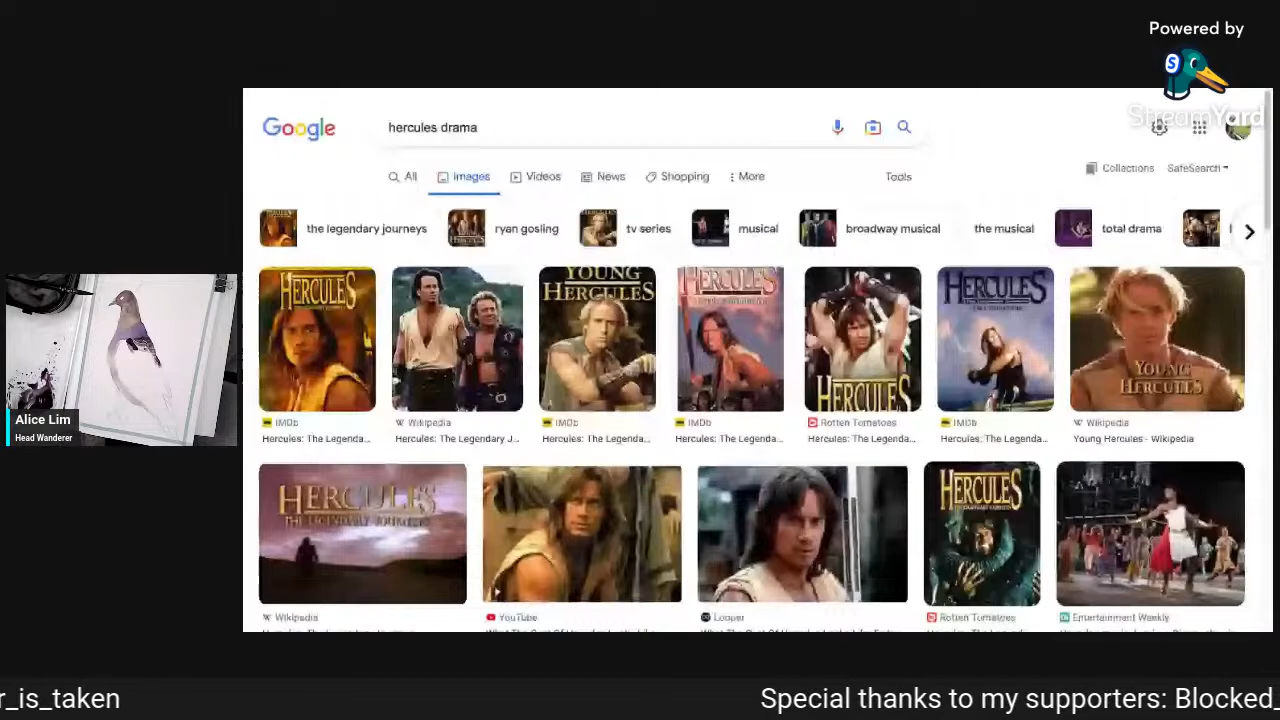 Powered by
StreamYard
Google
hercules drama
All
Images
Videos
News
Shopping
More
Tools
Collections
SafeSearch
the legendary journeys
ryan gosling
tv series
musical
broadway musical
the musical
total drama
HERCULES
YOUNG
HERCULES
HERCULES
HERCULES
HERCULES
YOUNG
HERCULES
IMDb
Wikipedia
IMDb
IMDb
Rotten Tomatoes
IMDb
Wikipedia
Hercules: The Legenda...
Hercules: The Legendary J...
Hercules: The Legenda...
Hercules: The Legenda...
Hercules: The Legenda...
Hercules: The Legenda...
Young Hercules - Wikipedia
HERCULES
THE LEGENDARY JOURNEYS
HERCULES
Wikipedia
YouTube
Looper
Rotten Tomatoes
Entertainment Weekly
Alice Lim
Head Wanderer
r_is_taken
Special thanks to my supporters: Blocked_